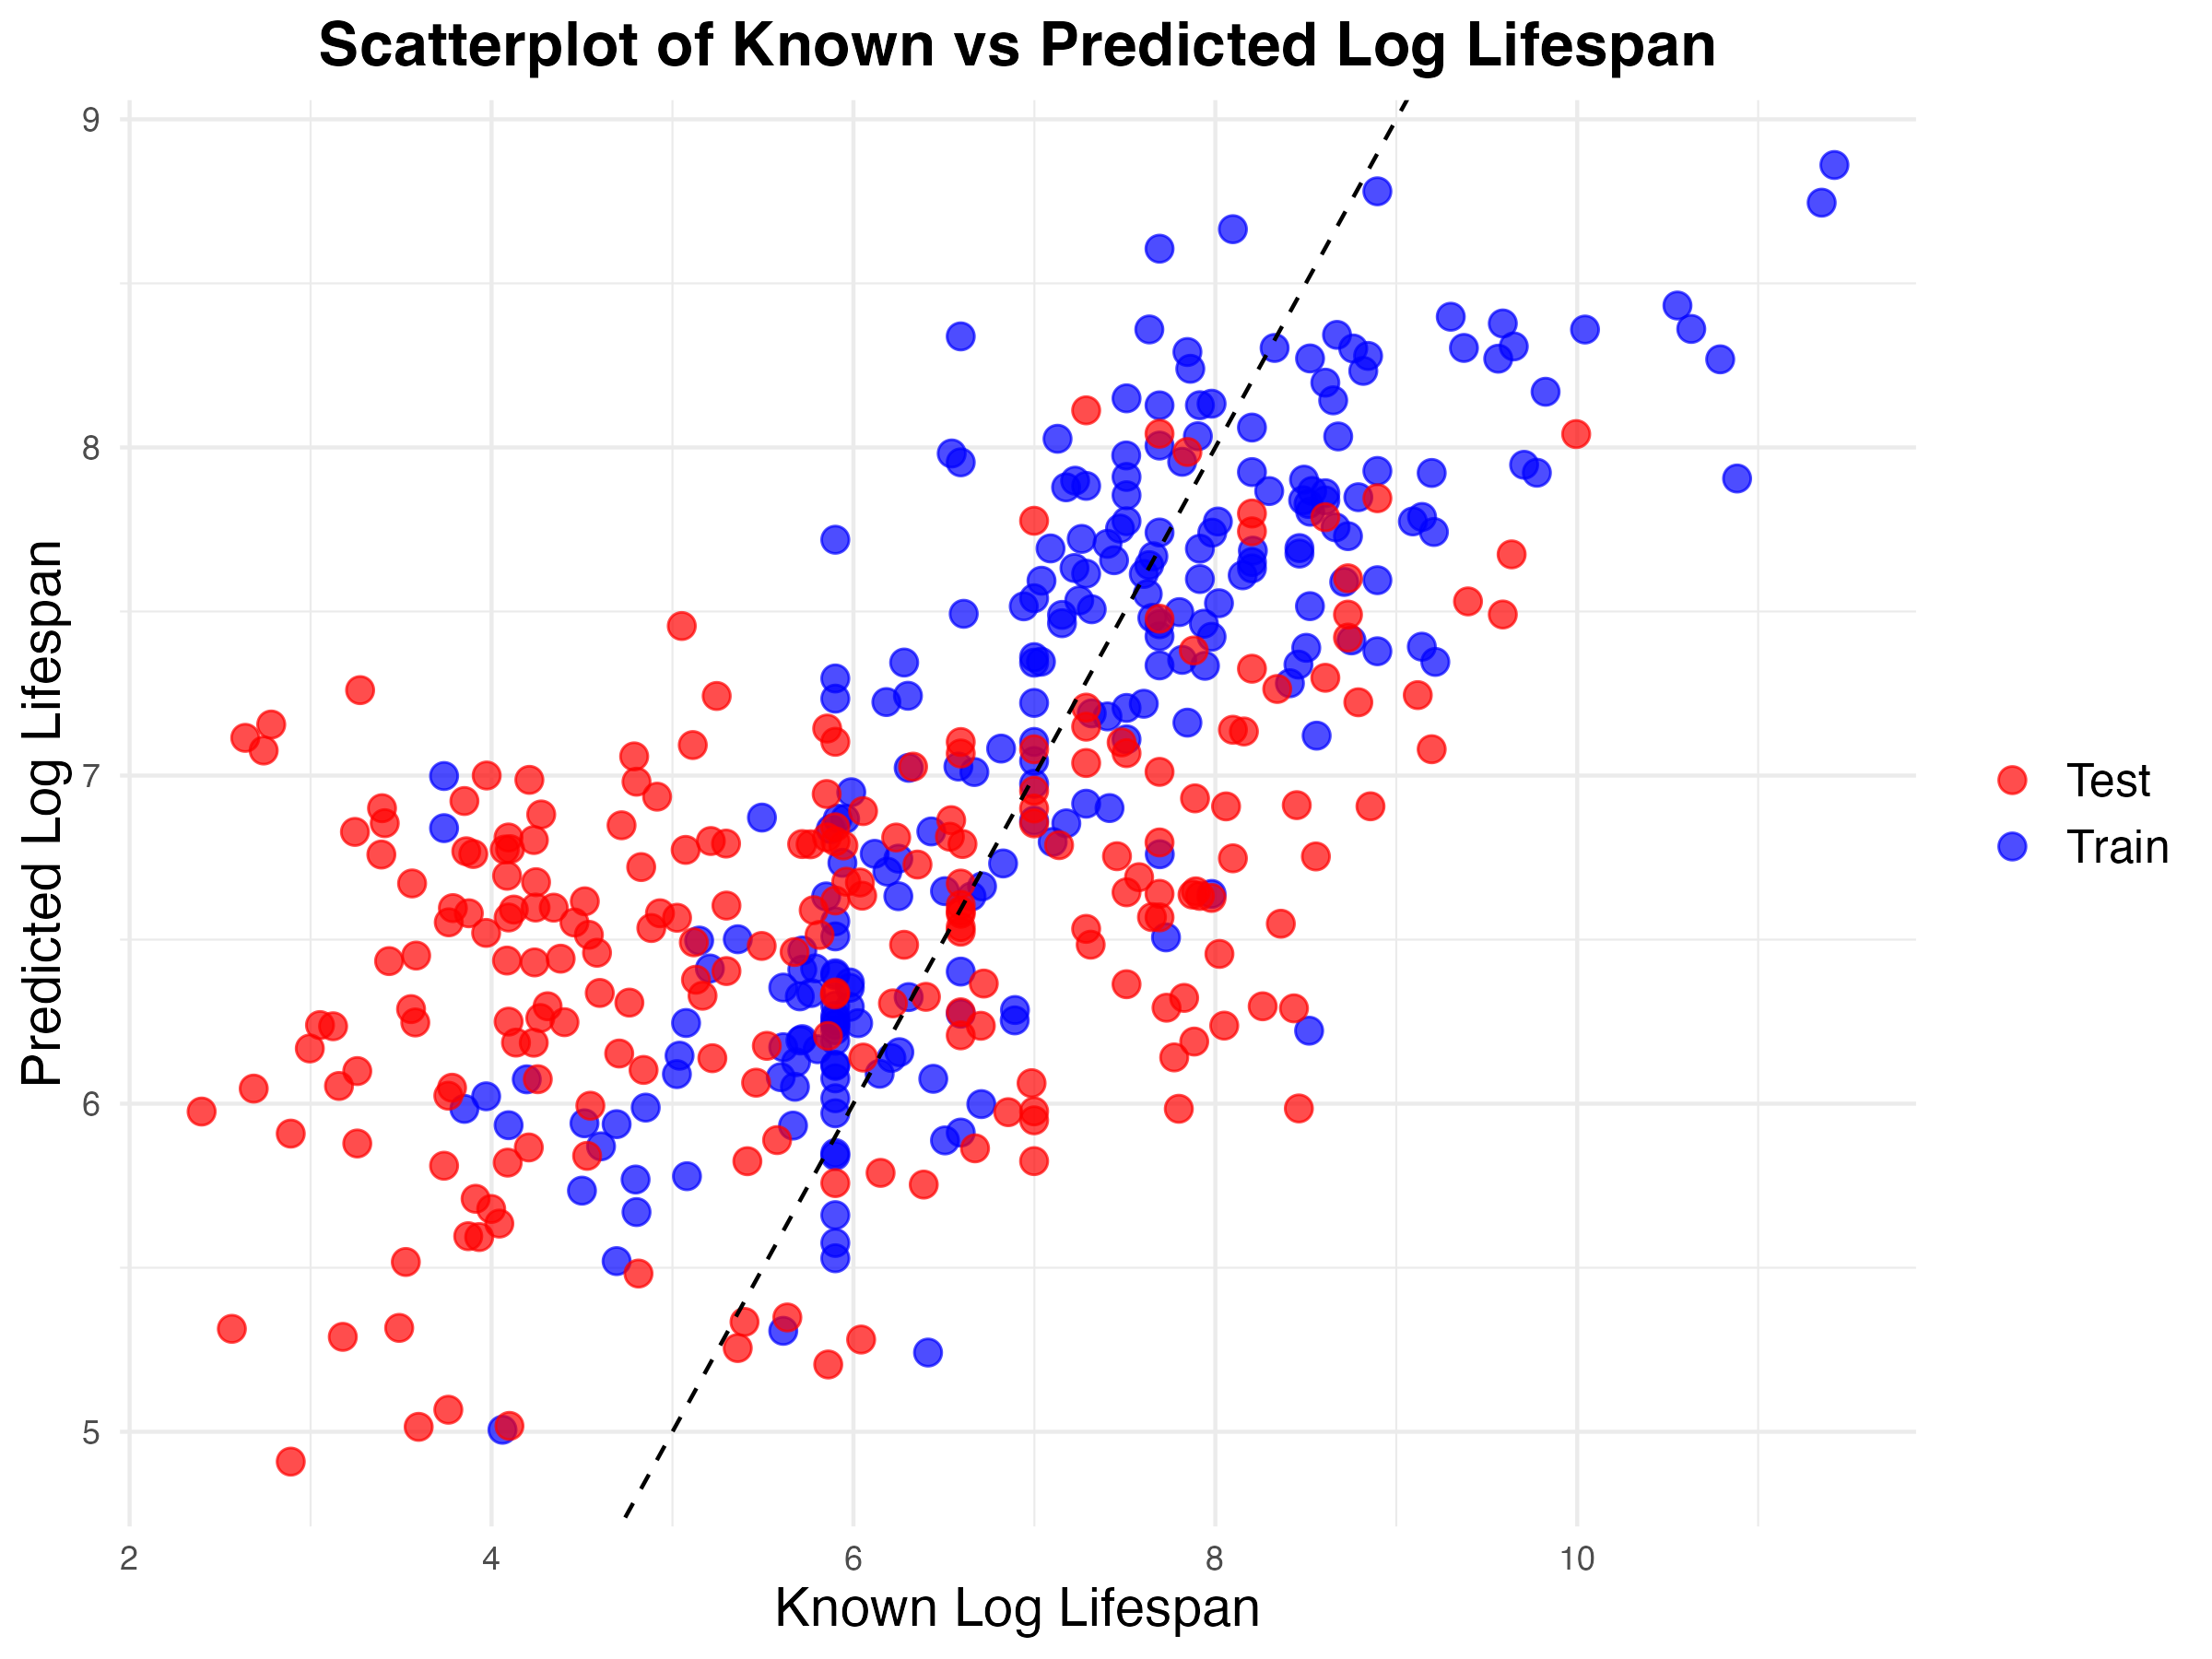 Scatterplot of Known vs Predicted Log Lifespan
9
8
7
6
5
Predicted Log Lifespan
Test
Train
2 4 6 8 10
Known Log Lifespan